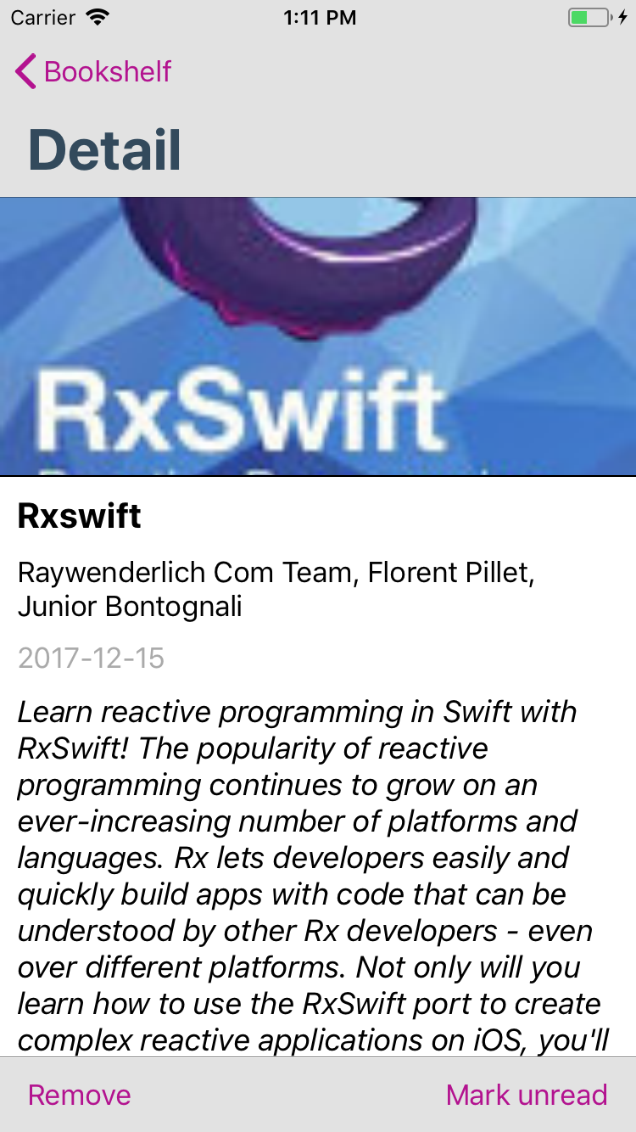 Carrier 1:11 PM
Bookshelf
Detail
RxSwift
Rxswift
Raywenderlich Com Team, Florent Pillet,
Junior Bontognali
2017-12-15
Learn reactive programming in Swift with
RxSwift! The popularity of reactive
programming continues to grow on an
ever-increasing number of platforms and
languages. Rx lets developers easily and
quickly build apps with code that can be
understood by other Rx developers - even
over different platforms. Not only will you
learn how to use the RxSwift port to create
complex reactive applications on iOS, you'll
Remove Mark unread